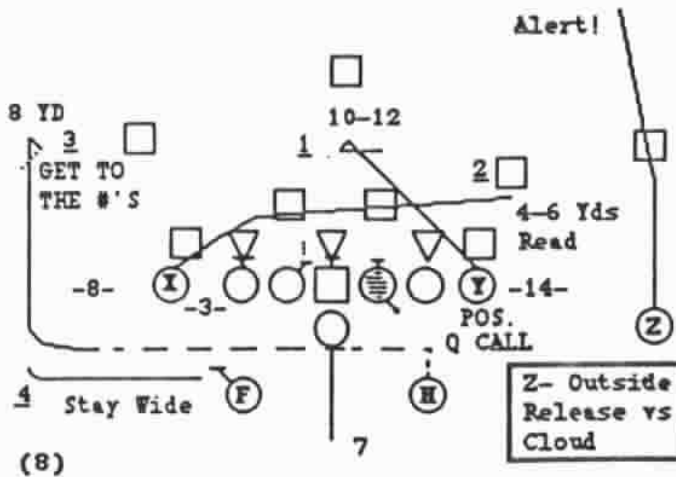 Alert!
8 YD
3
GET TO
THE #'S
10-12
1
2
4-6 Yds
Read
-8-
X
-3-
Y
-14-
POS.
Q CALL
Z
4
Stay Wide
F
H
7
Z- Outside
Release vs
Cloud
(8)